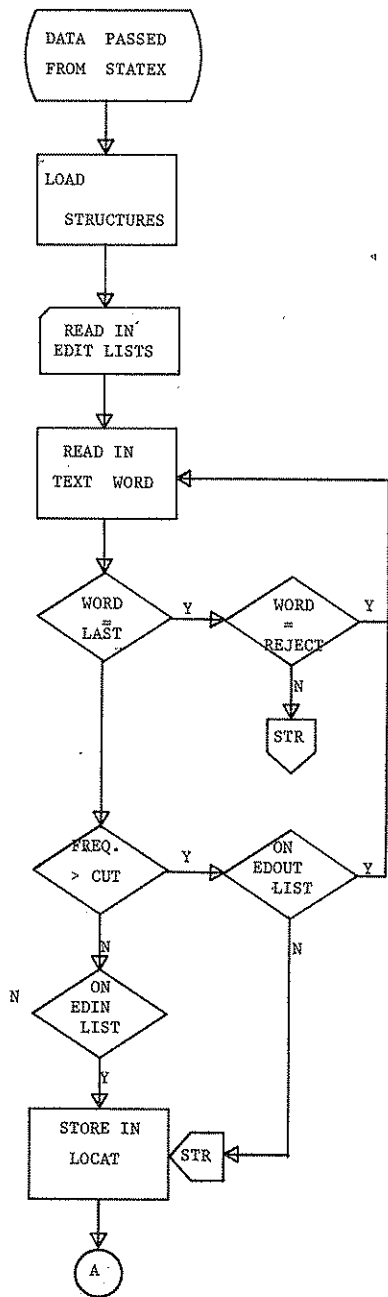 DATA PASSED
FROM STATEX
LOAD
STRUCTURES
READ IN
EDIT LISTS
READ IN
TEXT WORD
WORD
=
LAST
Y
WORD
=
REJECT
Y
N
STR
FREQ.
> CUT
Y
ON
EDOUT
LIST
Y
N
N
N
ON
EDIN
LIST
Y
STORE IN
LOCAT
STR
A